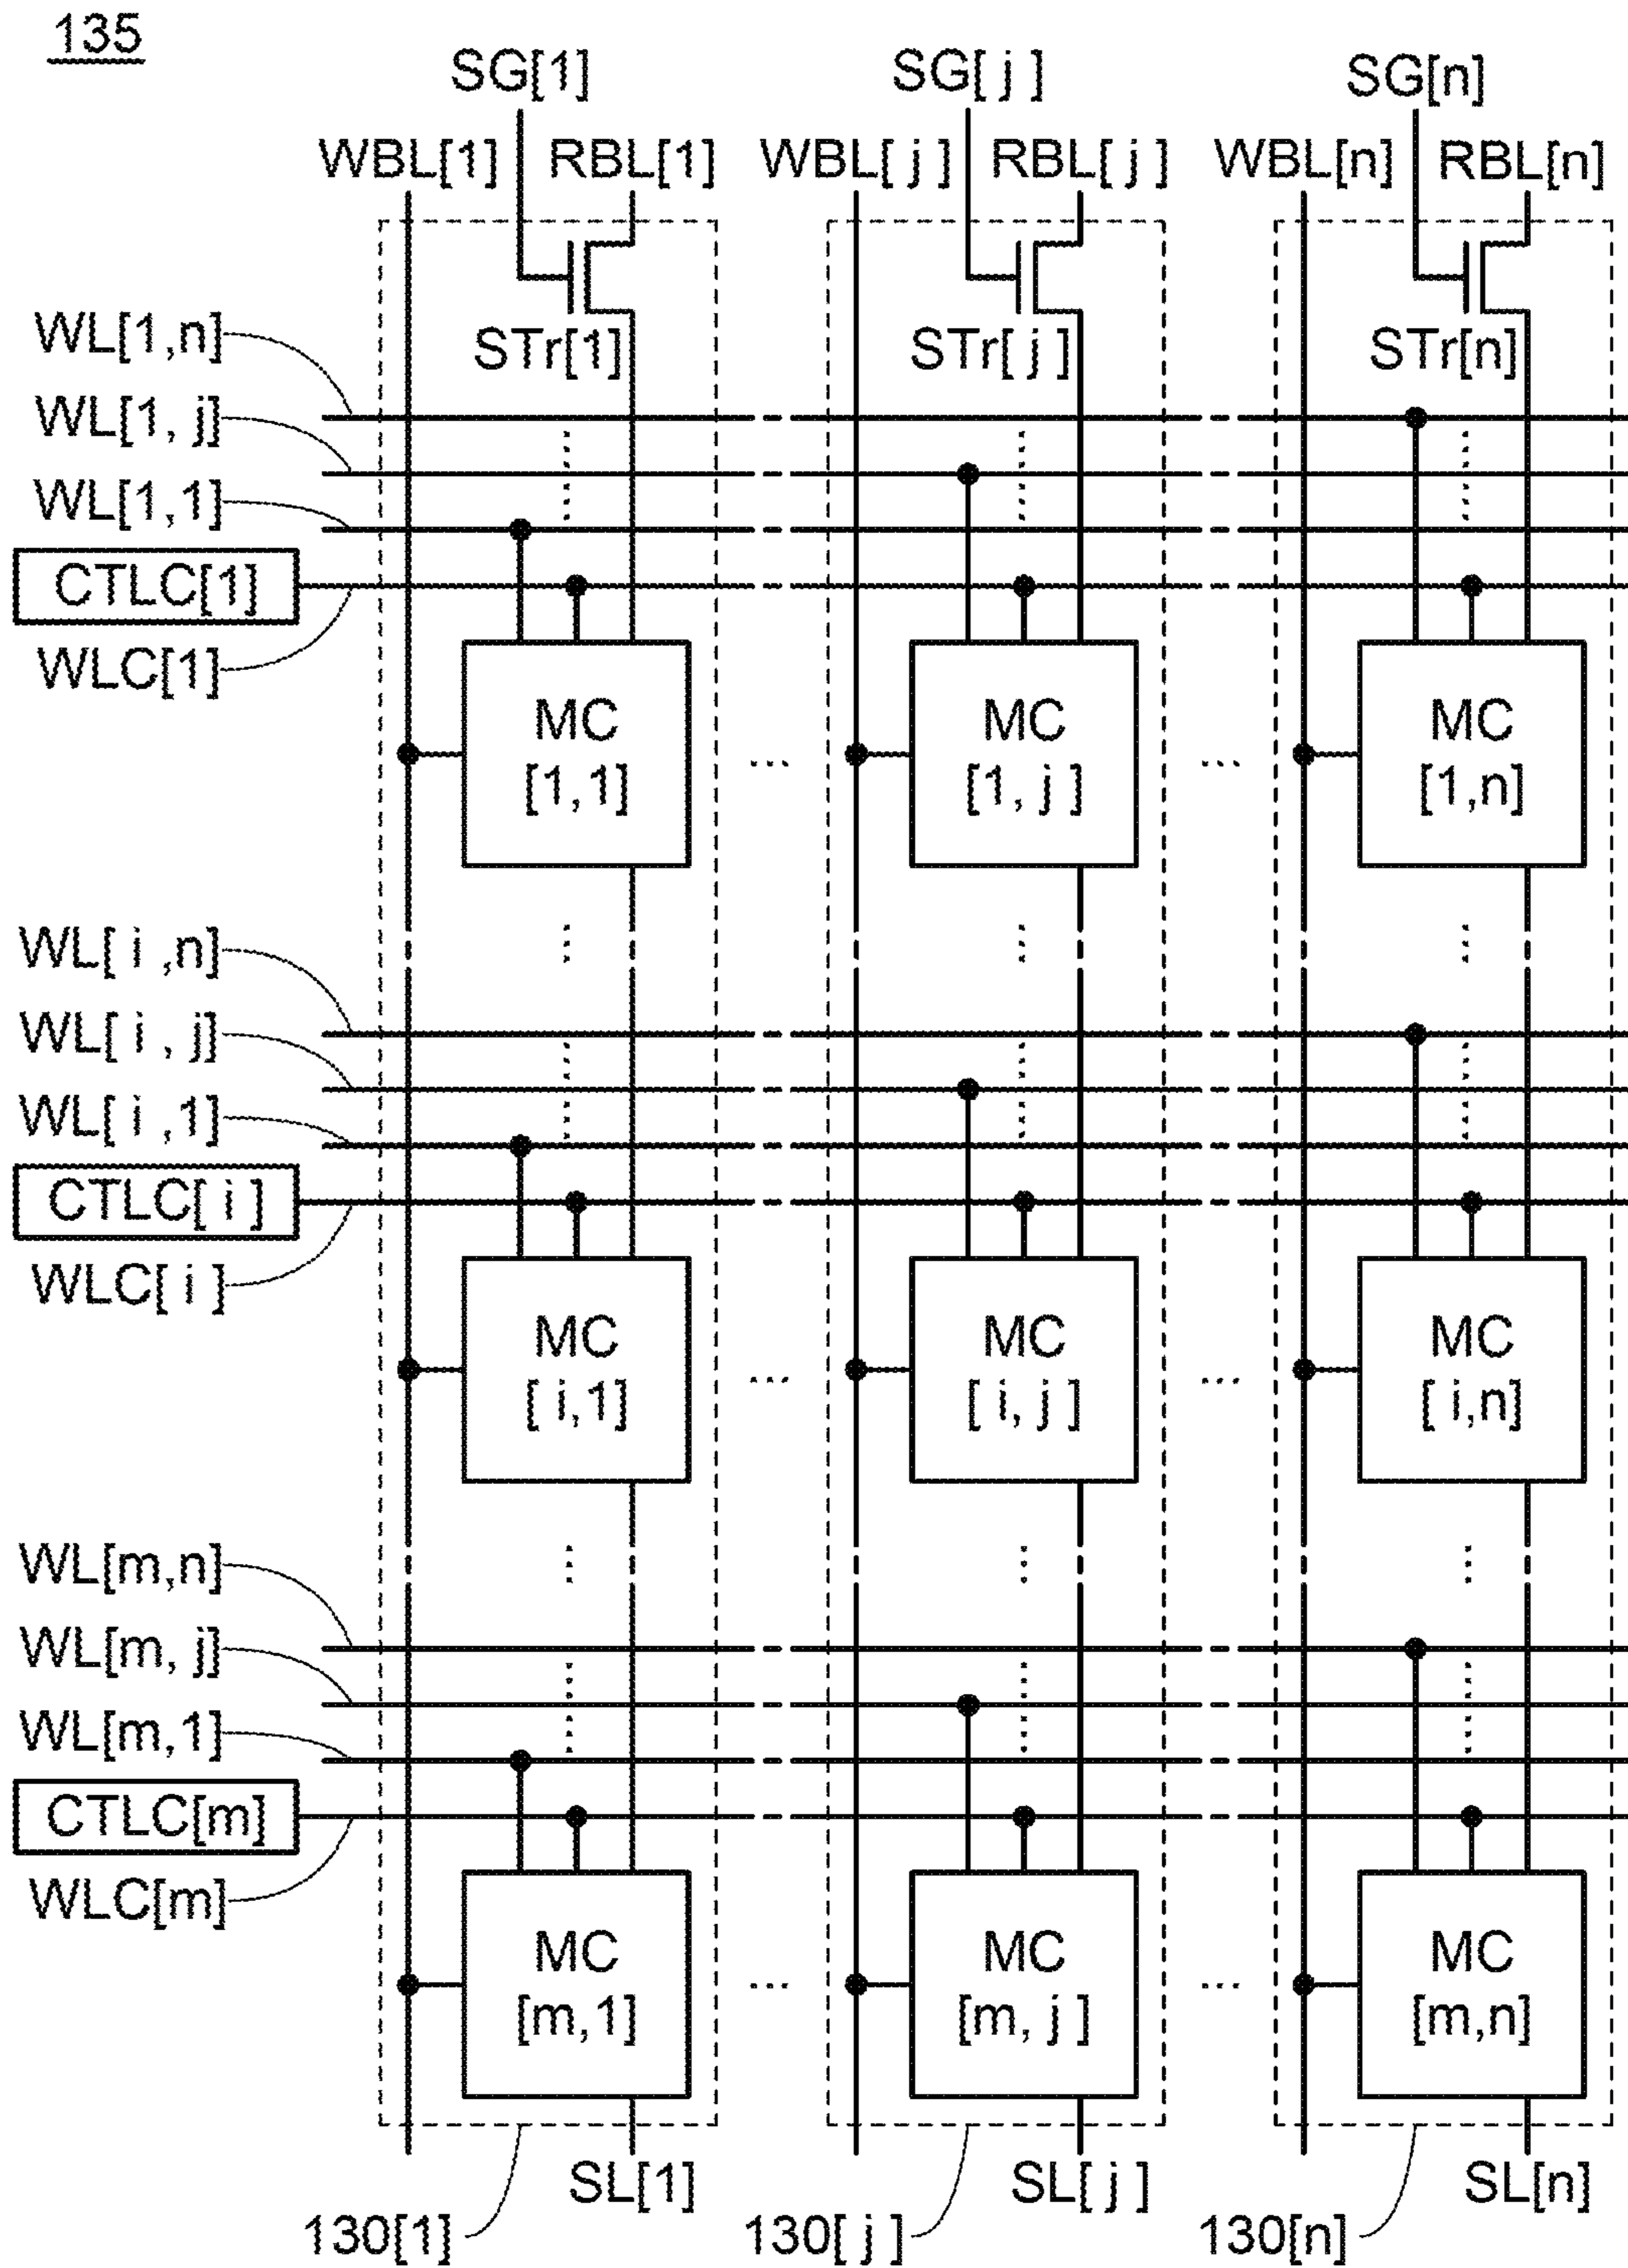 135
SG[1] SG[ j ] SG[n]
WBL[1] RBL[1] WBL[ j ] RBL[ j ] WBL[n] RBL[n]
STr[1] STr[ j ] STr[n]
WL[1,n]
WL[1, j]
WL[1,1]
CTLC[1]
WLC[1]
MC MC MC
[1,1] ... [1, j ] ... [1,n]
WL[ i ,n]
WL[ i , j]
WL[ i ,1]
CTLC[ i ]
WLC[ i ]
MC MC MC
[ i,1] ... [ i, j ] ... [ i,n]
WL[m,n]
WL[m, j]
WL[m,1]
CTLC[m]
WLC[m]
MC MC MC
[m,1] ... [m, j ] ... [m,n]
SL[1] SL[ j ] SL[n]
130[1] 130[ j ] 130[n]